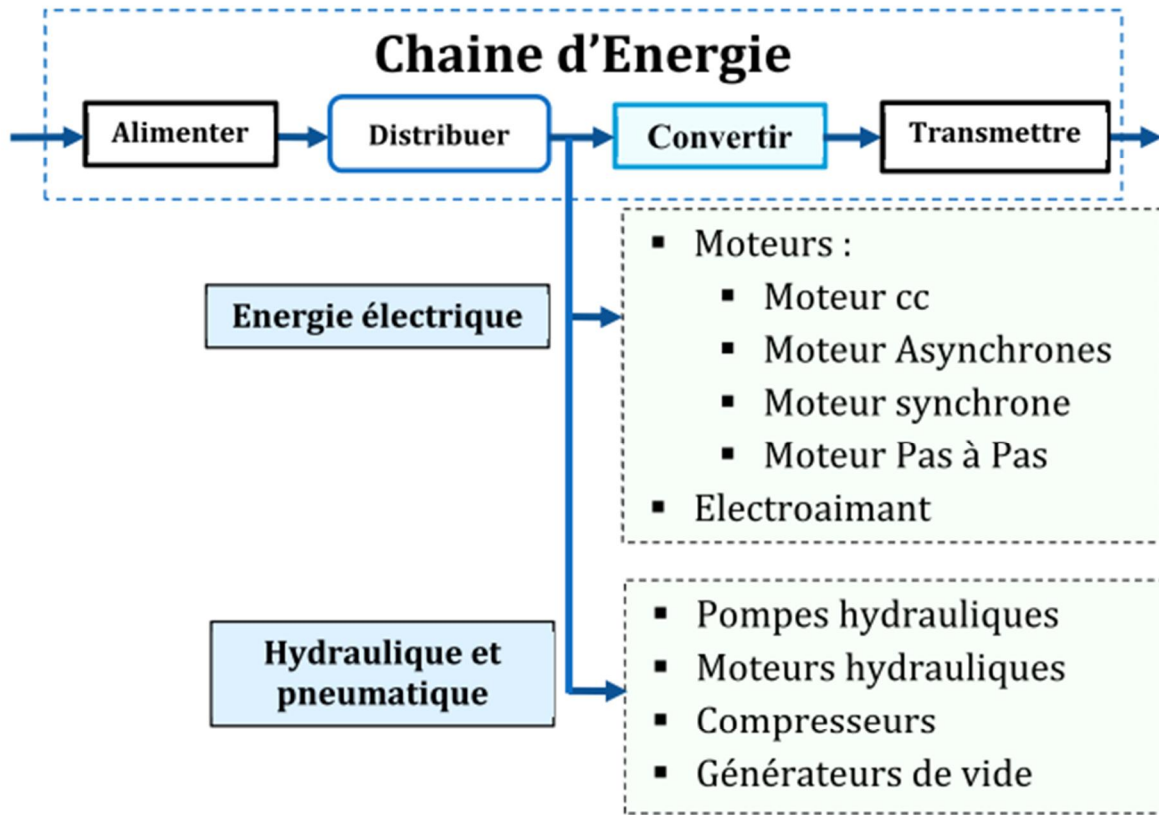 Chaine d’Energie
Alimenter
Distribuer
Convertir
Transmettre
Energie électrique
▪ Moteurs :
▪ Moteur cc
▪ Moteur Asynchrones
▪ Moteur synchrone
▪ Moteur Pas à Pas
▪ Electroaimant
Hydraulique et
pneumatique
▪ Pompes hydrauliques
▪ Moteurs hydrauliques
▪ Compresseurs
▪ Générateurs de vide